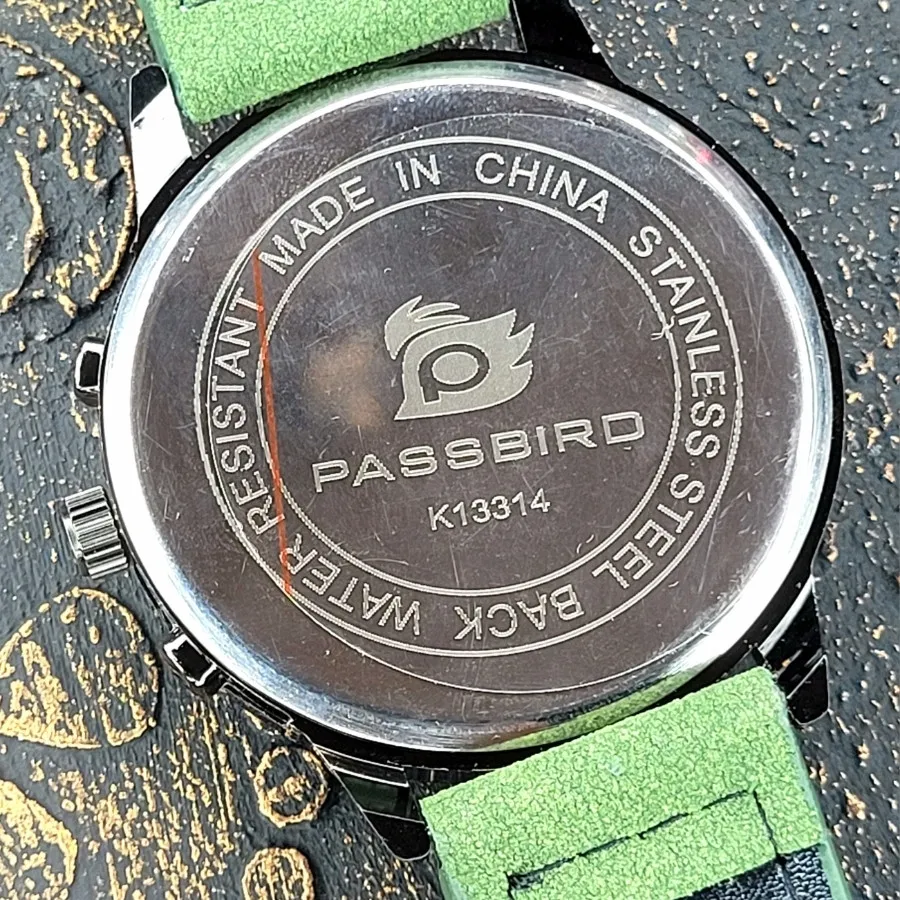 MADE IN CHINA STAINLESS STEEL BACK WATER RESISTANT
P
PASSBIRD
K13314